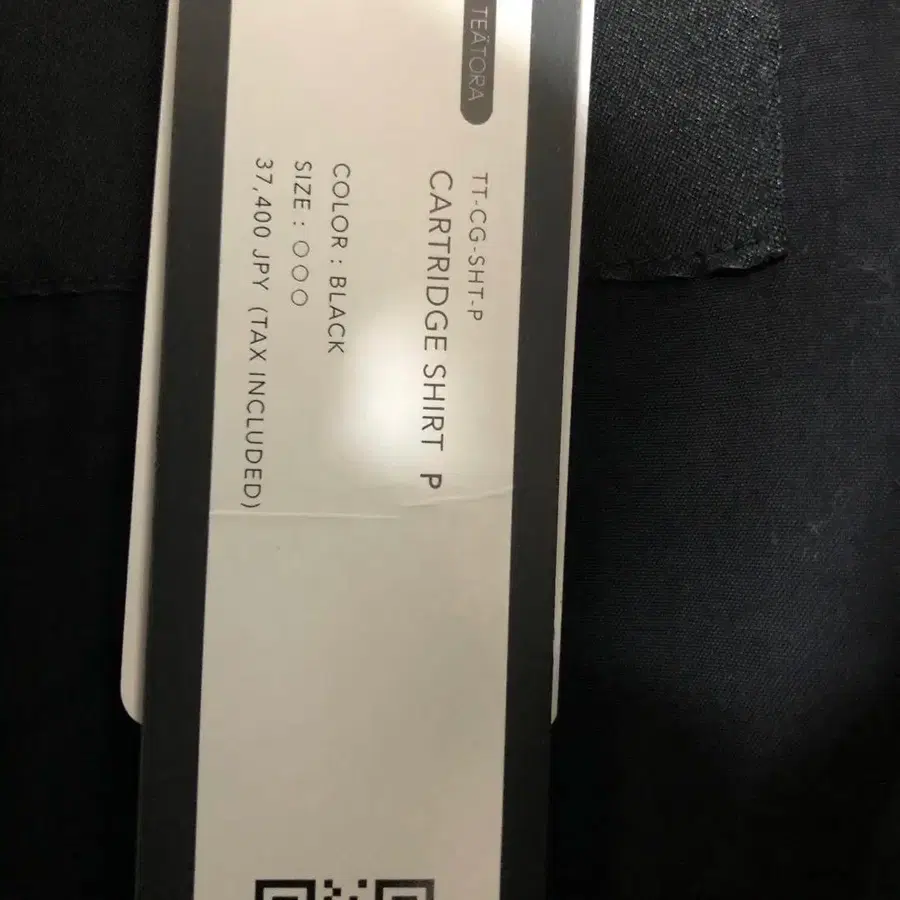 TEÄTORA
TT-CG-SHT-P
CARTRIDGE SHIRT P
COLOR : BLACK
SIZE : ○○○
37,400 JPY (TAX INCLUDED)